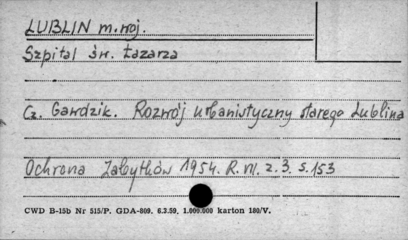 LUBLIN m.woj.
Szpital św. Łazarza
Cz. Gawdzik. Rozwój urbanistyczny starego Lublina
Ochrona Zabytków 1954. R. VII. z. 3. s. 153
CWD B-15b Nr 515/P. GDA-809. 6.2.59, 1.000.000 karton 180/V.